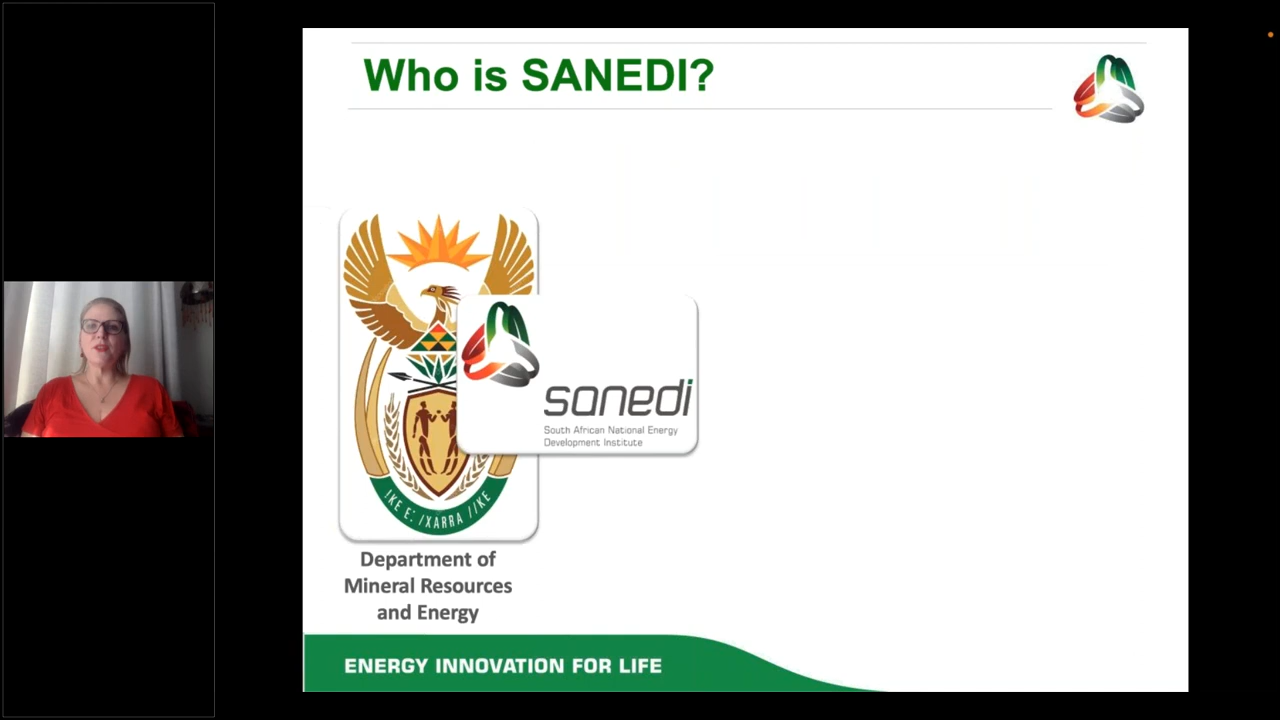 Who is SANEDI?
sanedi
South African National Energy
Development Institute
!KE E: /XARRA //KE
Department of
Mineral Resources
and Energy
ENERGY INNOVATION FOR LIFE